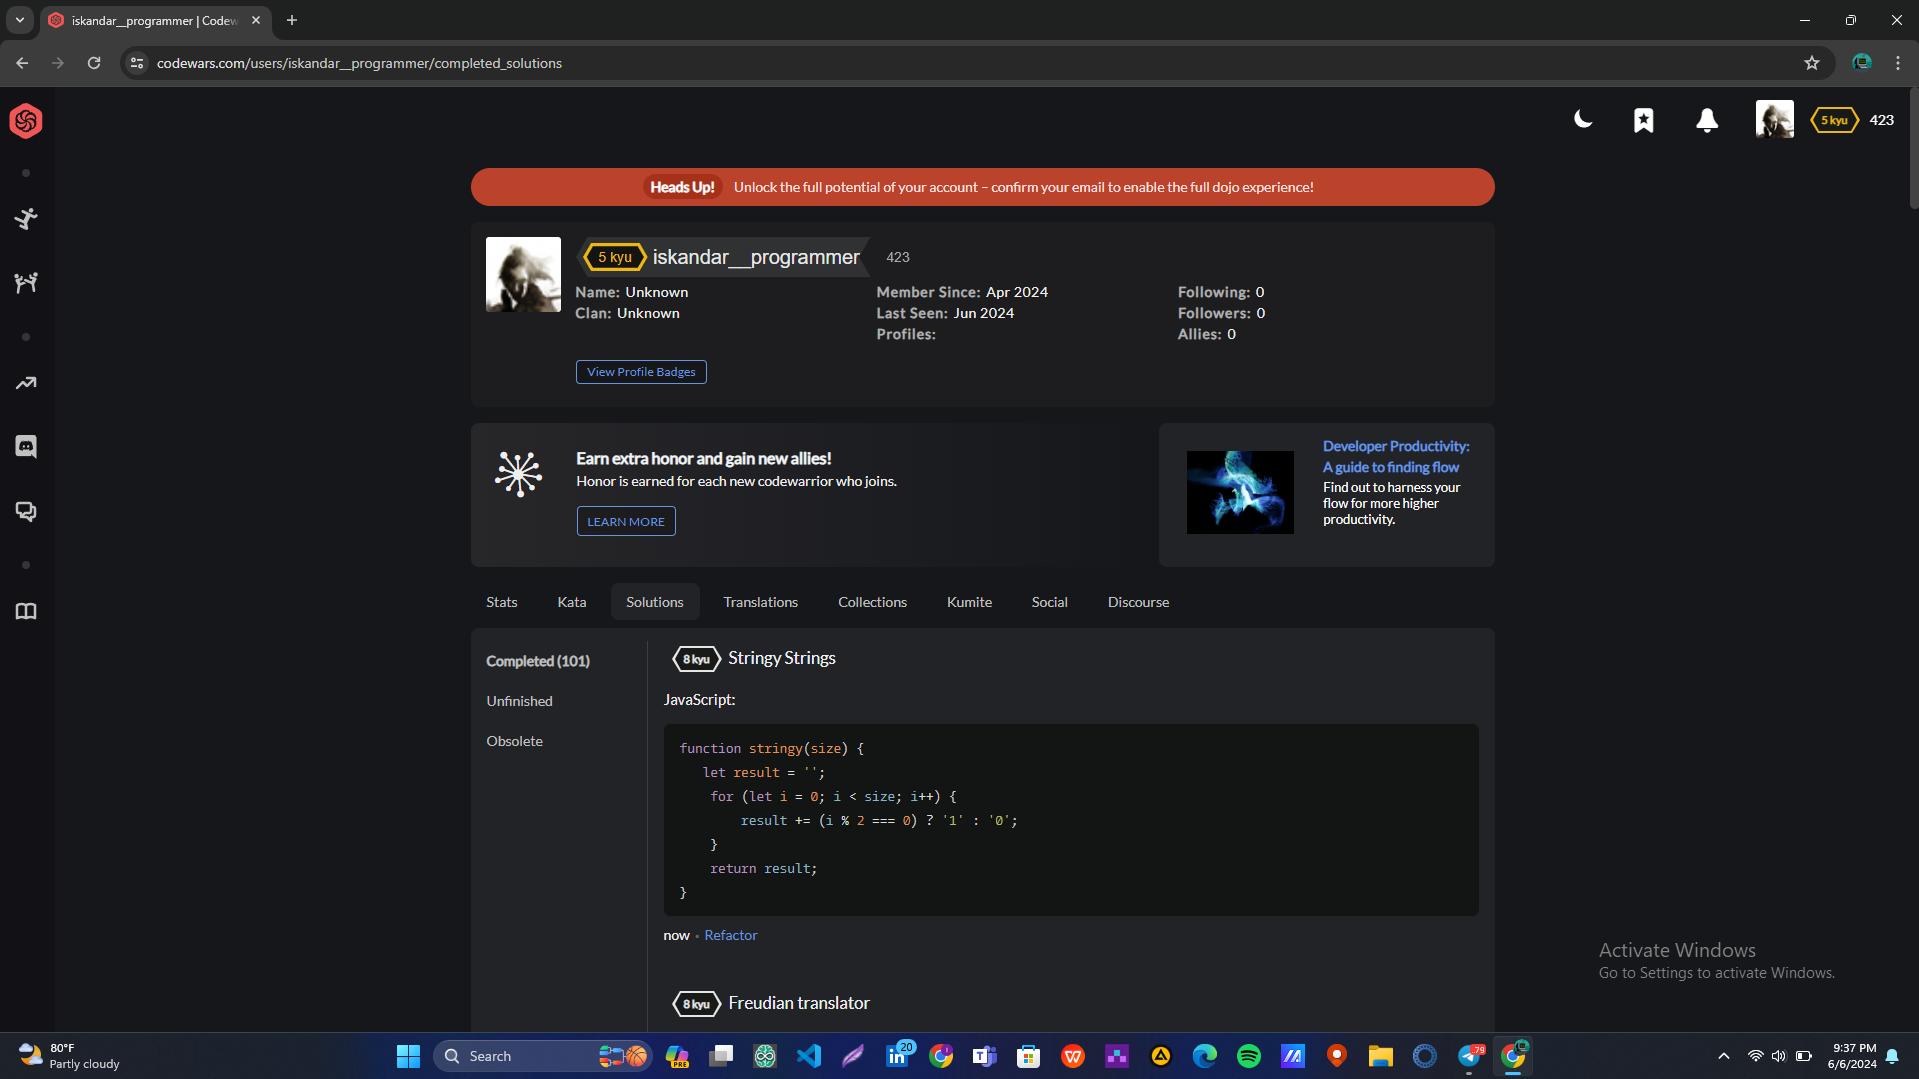 iskandar__programmer | Codew
codewars.com/users/iskandar__programmer/completed_solutions
5 kyu 423
Heads Up! Unlock the full potential of your account – confirm your email to enable the full dojo experience!
5 kyu iskandar__programmer 423
Name: Unknown Member Since: Apr 2024 Following: 0
Clan: Unknown Last Seen: Jun 2024 Followers: 0
Profiles: Allies: 0
View Profile Badges
Earn extra honor and gain new allies!
Honor is earned for each new codewarrior who joins.
LEARN MORE
Developer Productivity:
A guide to finding flow
Find out to harness your
flow for more higher
productivity.
Stats Kata Solutions Translations Collections Kumite Social Discourse
Completed (101)
Unfinished
Obsolete
8 kyu Stringy Strings
JavaScript:
function stringy(size) {
let result = '';
for (let i = 0; i < size; i++) {
result += (i % 2 === 0) ? '1' : '0';
}
return result;
}
now • Refactor
8 kyu Freudian translator
Activate Windows
Go to Settings to activate Windows.
80°F
Partly cloudy
Search
PRE
20
79
9:37 PM
6/6/2024